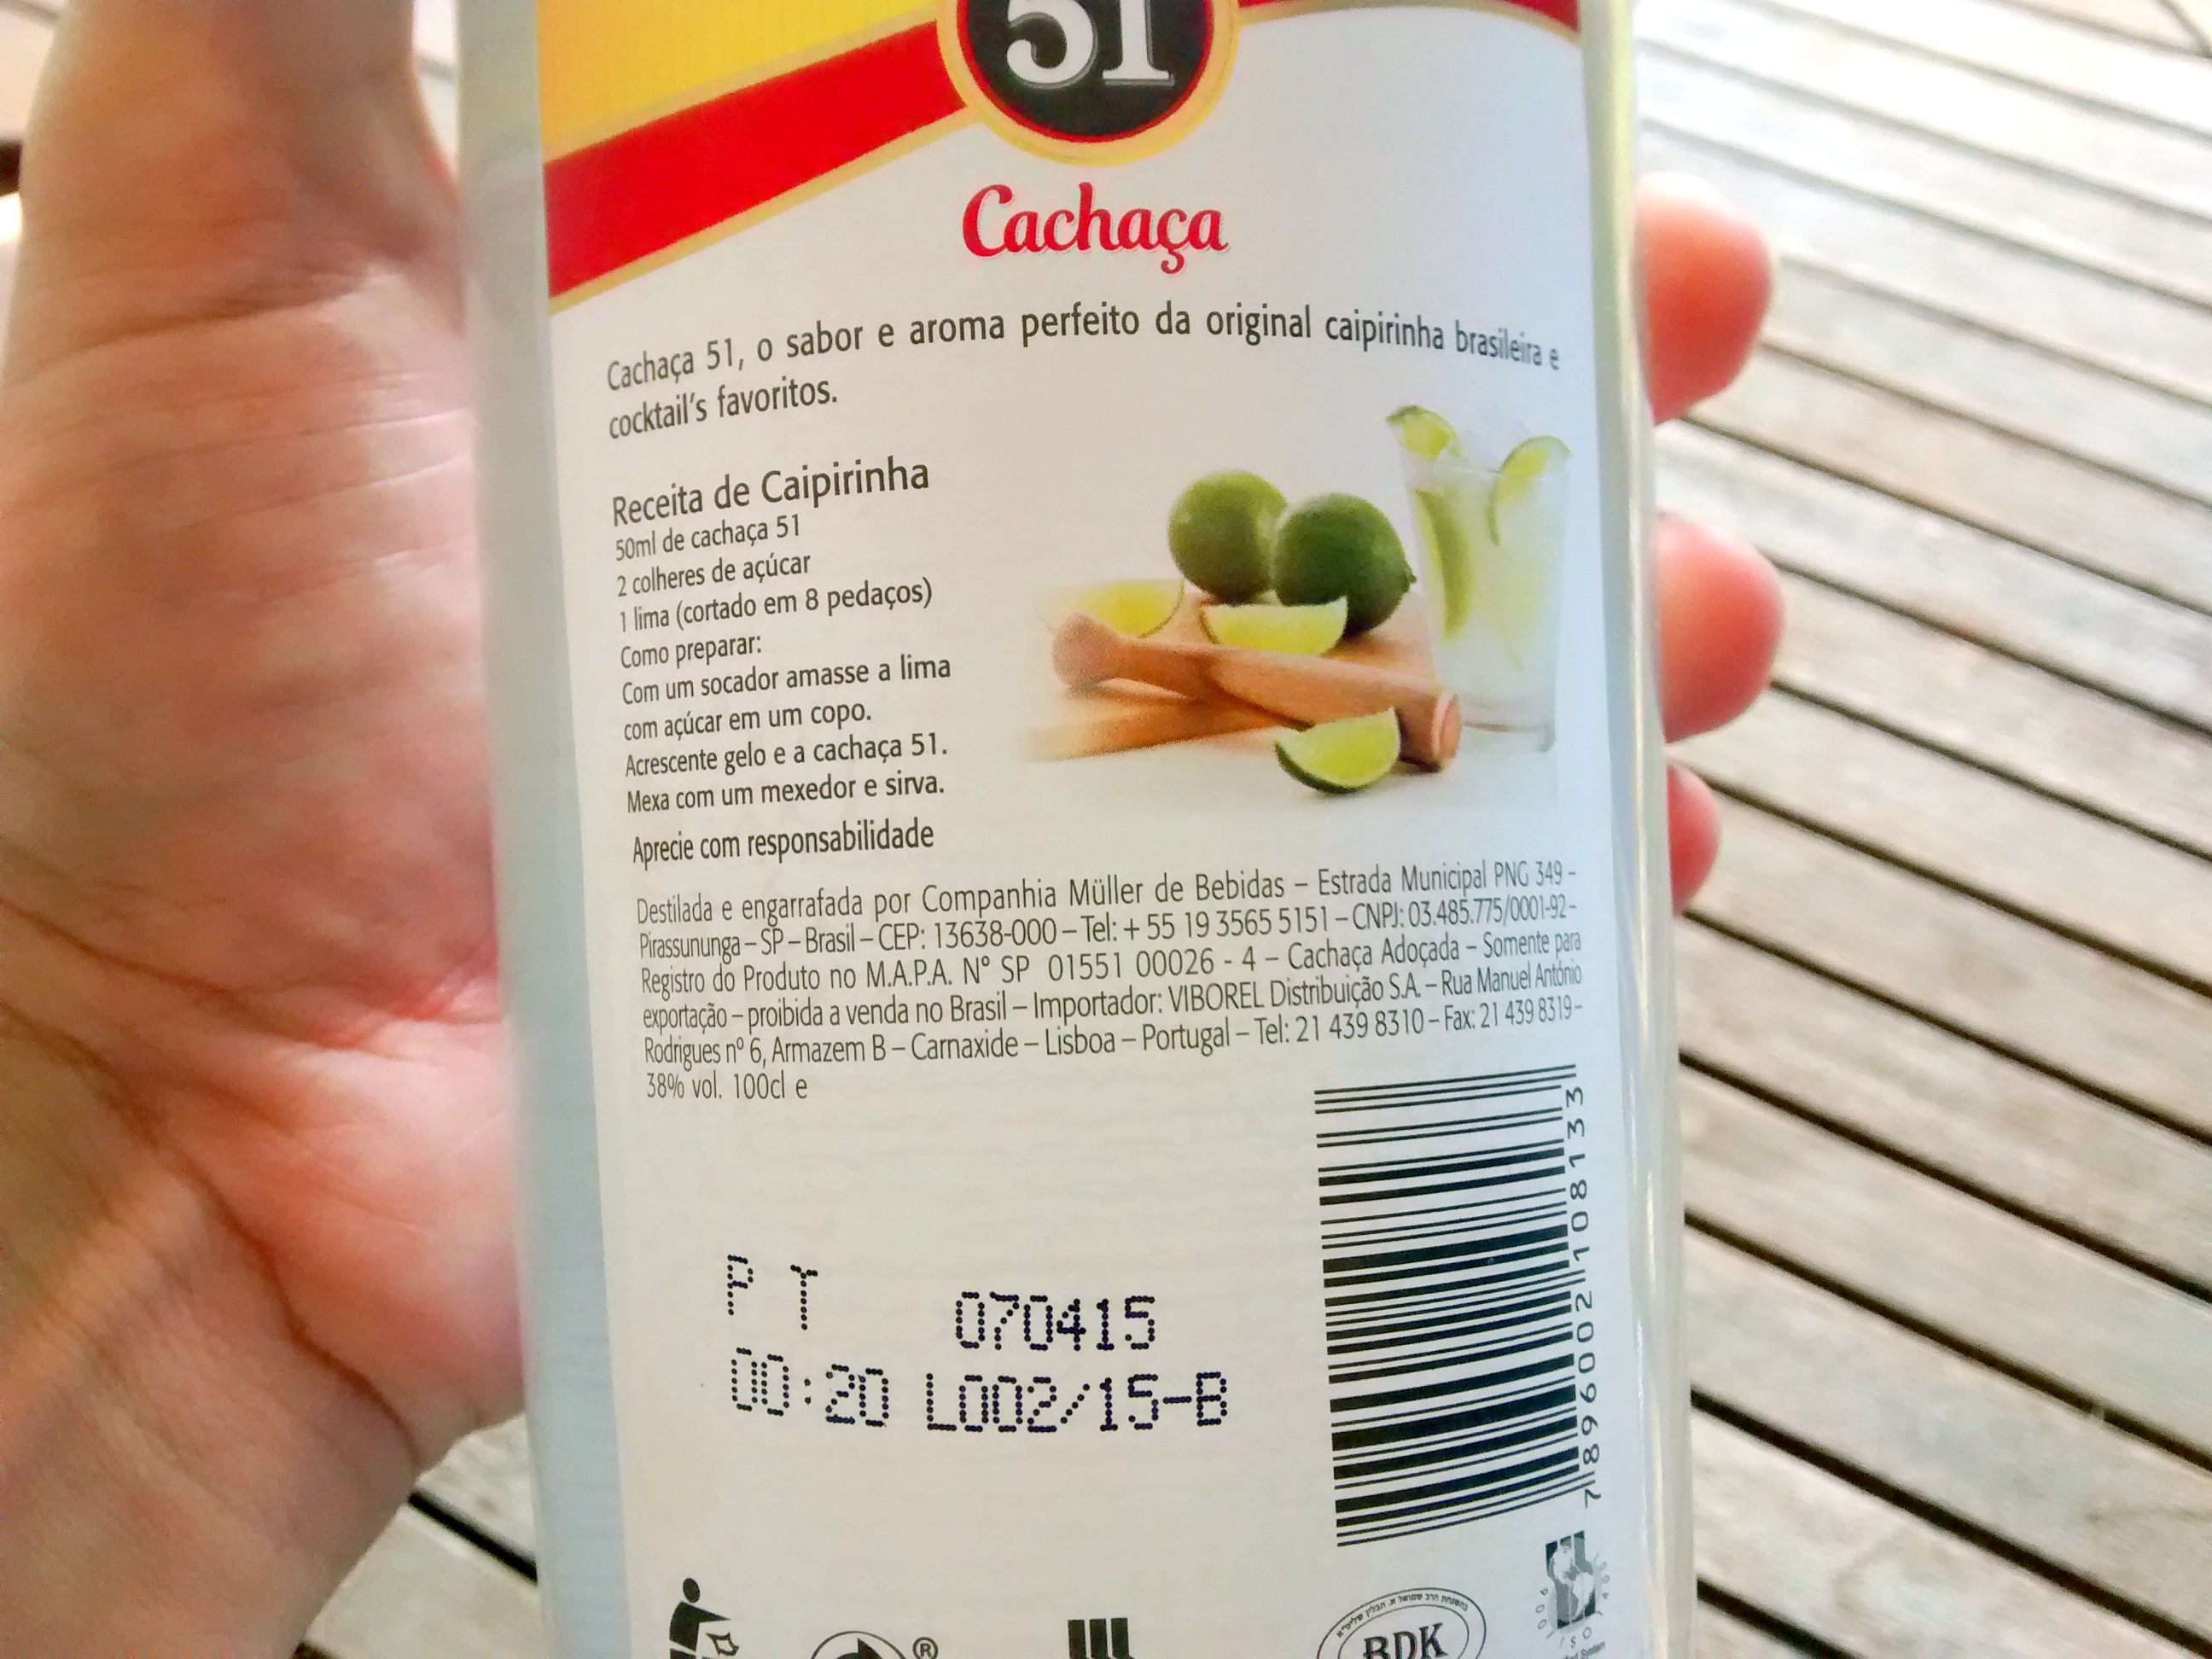 51
Cachaça
Cachaça 51, o sabor e aroma perfeito da original caipirinha brasileira e
cocktail's favoritos.
Receita de Caipirinha
50ml de cachaça 51
2 colheres de açúcar
1 lima (cortado em 8 pedaços)
Como preparar:
Com um socador amasse a lima
com açúcar em um copo.
Acrescente gelo e a cachaça 51.
Mexa com um mexedor e sirva.
Aprecie com responsabilidade
Destilada e engarrafada por Companhia Müller de Bebidas – Estrada Municipal PNG 349 -
Pirassununga – SP – Brasil – CEP: 13638-000 – Tel: + 55 19 3565 5151 – CNPJ: 03.485.775/0001-92 –
Registro do Produto no M.A.P.A. Nº SP 01551 00026 - 4 – Cachaça Adoçada – Somente para
exportação – proibida a venda no Brasil – Importador: VIBOREL Distribuição S.A. – Rua Manuel António
Rodrigues nº 6, Armazem B – Carnaxide – Lisboa – Portugal – Tel: 21 439 8310 – Fax: 21 439 8319 –
38% vol. 100cl e
P T 070415
00:20 L002/15-B
7 896002 108133
®
BDK
ISO